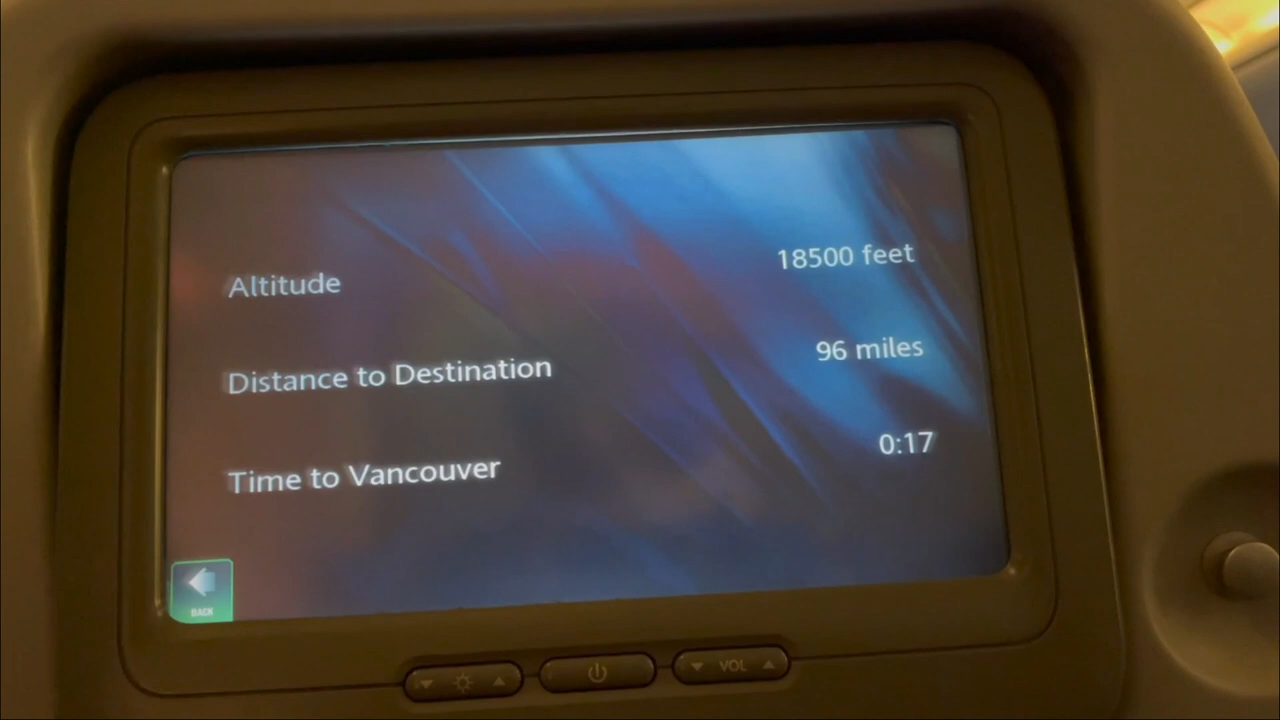 Altitude 18500 feet
Distance to Destination 96 miles
Time to Vancouver 0:17
BACK
VOL